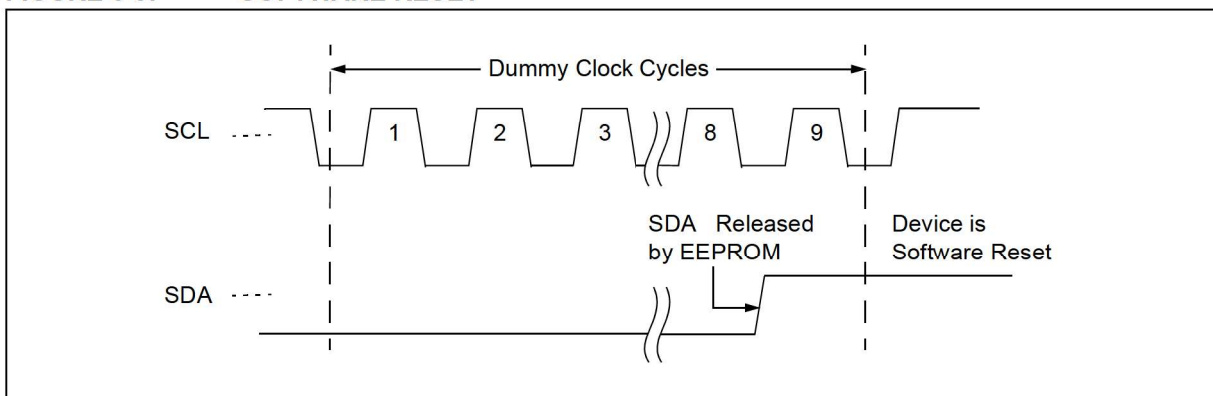 Dummy Clock Cycles
SCL
1 2 3 8 9
SDA Released
by EEPROM
Device is
Software Reset
SDA